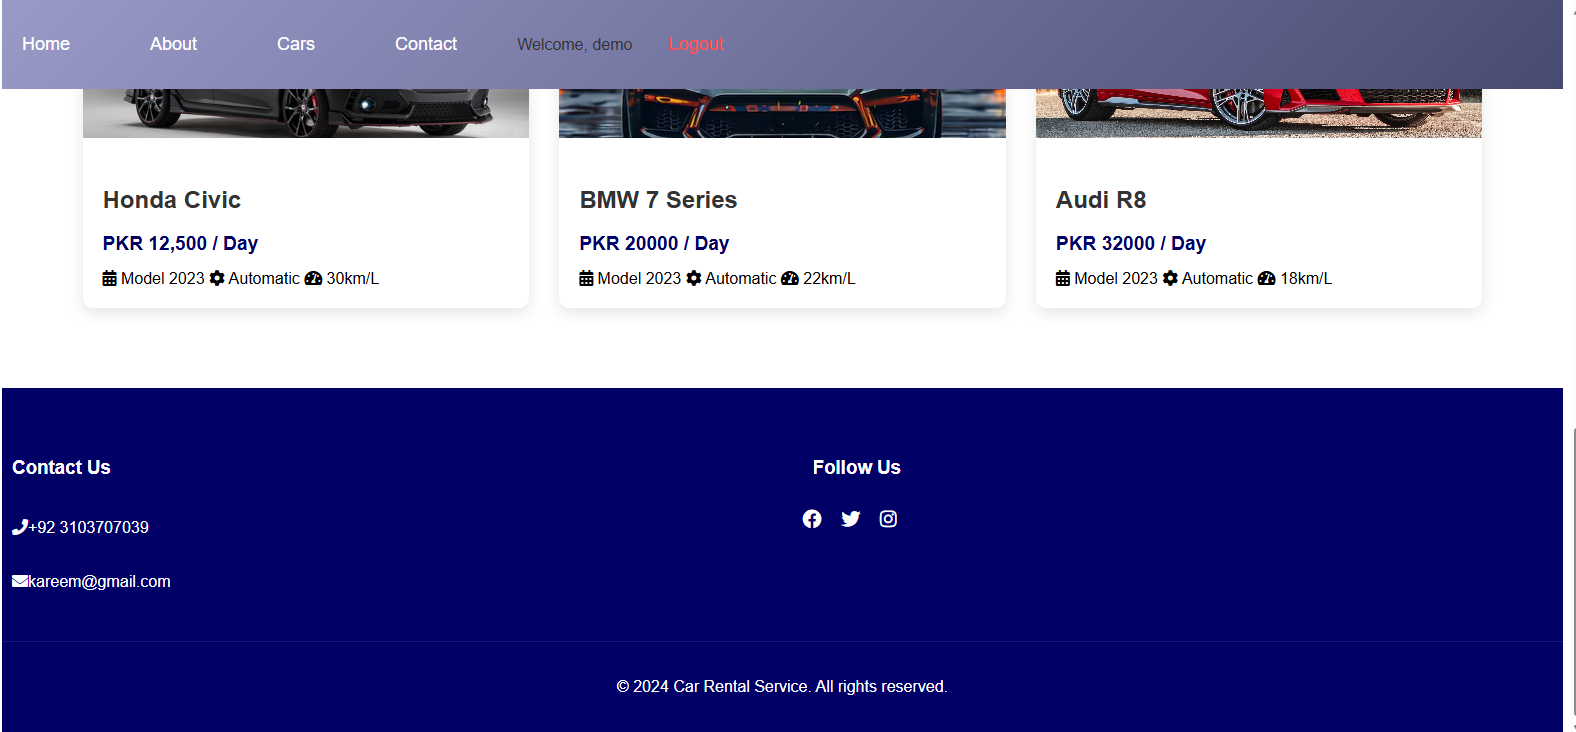 Home About Cars Contact Welcome, demo Logout
Honda Civic
PKR 12,500 / Day
Model 2023 Automatic 30km/L
BMW 7 Series
PKR 20000 / Day
Model 2023 Automatic 22km/L
Audi R8
PKR 32000 / Day
Model 2023 Automatic 18km/L
Contact Us
+92 3103707039
kareem@gmail.com
Follow Us
© 2024 Car Rental Service. All rights reserved.